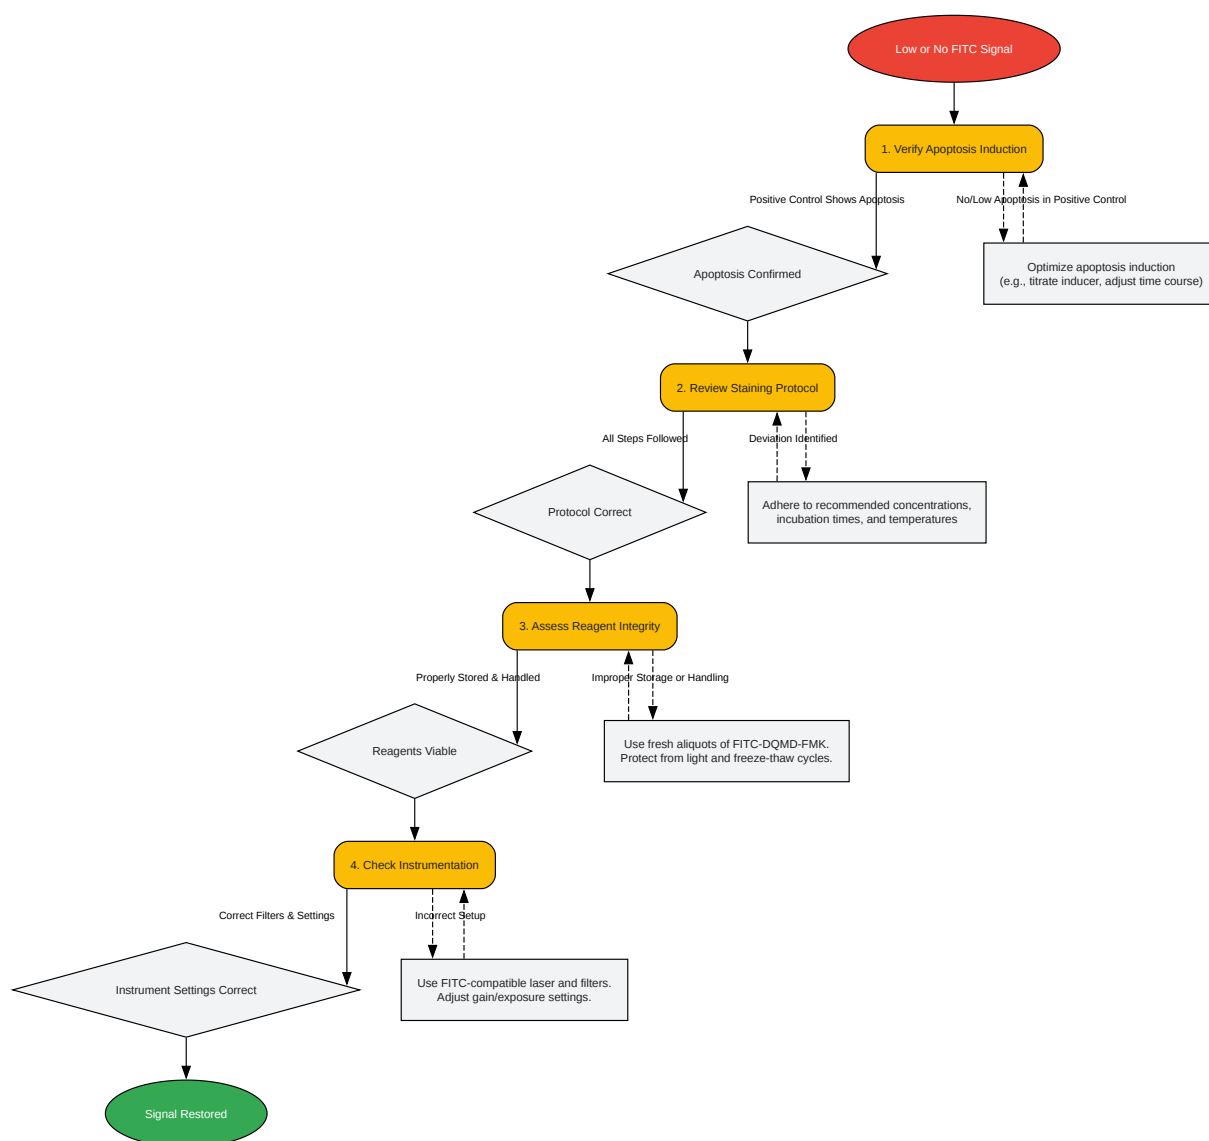 Low or No FITC Signal
1. Verify Apoptosis Induction
Positive Control Shows Apoptosis
No/Low Apoptosis in Positive Control
Apoptosis Confirmed
Optimize apoptosis induction
(e.g., titrate inducer, adjust time course)
2. Review Staining Protocol
All Steps Followed
Deviation Identified
Protocol Correct
Adhere to recommended concentrations,
incubation times, and temperatures
3. Assess Reagent Integrity
Properly Stored & Handled
Improper Storage or Handling
Reagents Viable
Use fresh aliquots of FITC-DQMD-FMK.
Protect from light and freeze-thaw cycles.
4. Check Instrumentation
Correct Filters & Settings
Incorrect Setup
Instrument Settings Correct
Use FITC-compatible laser and filters.
Adjust gain/exposure settings.
Signal Restored